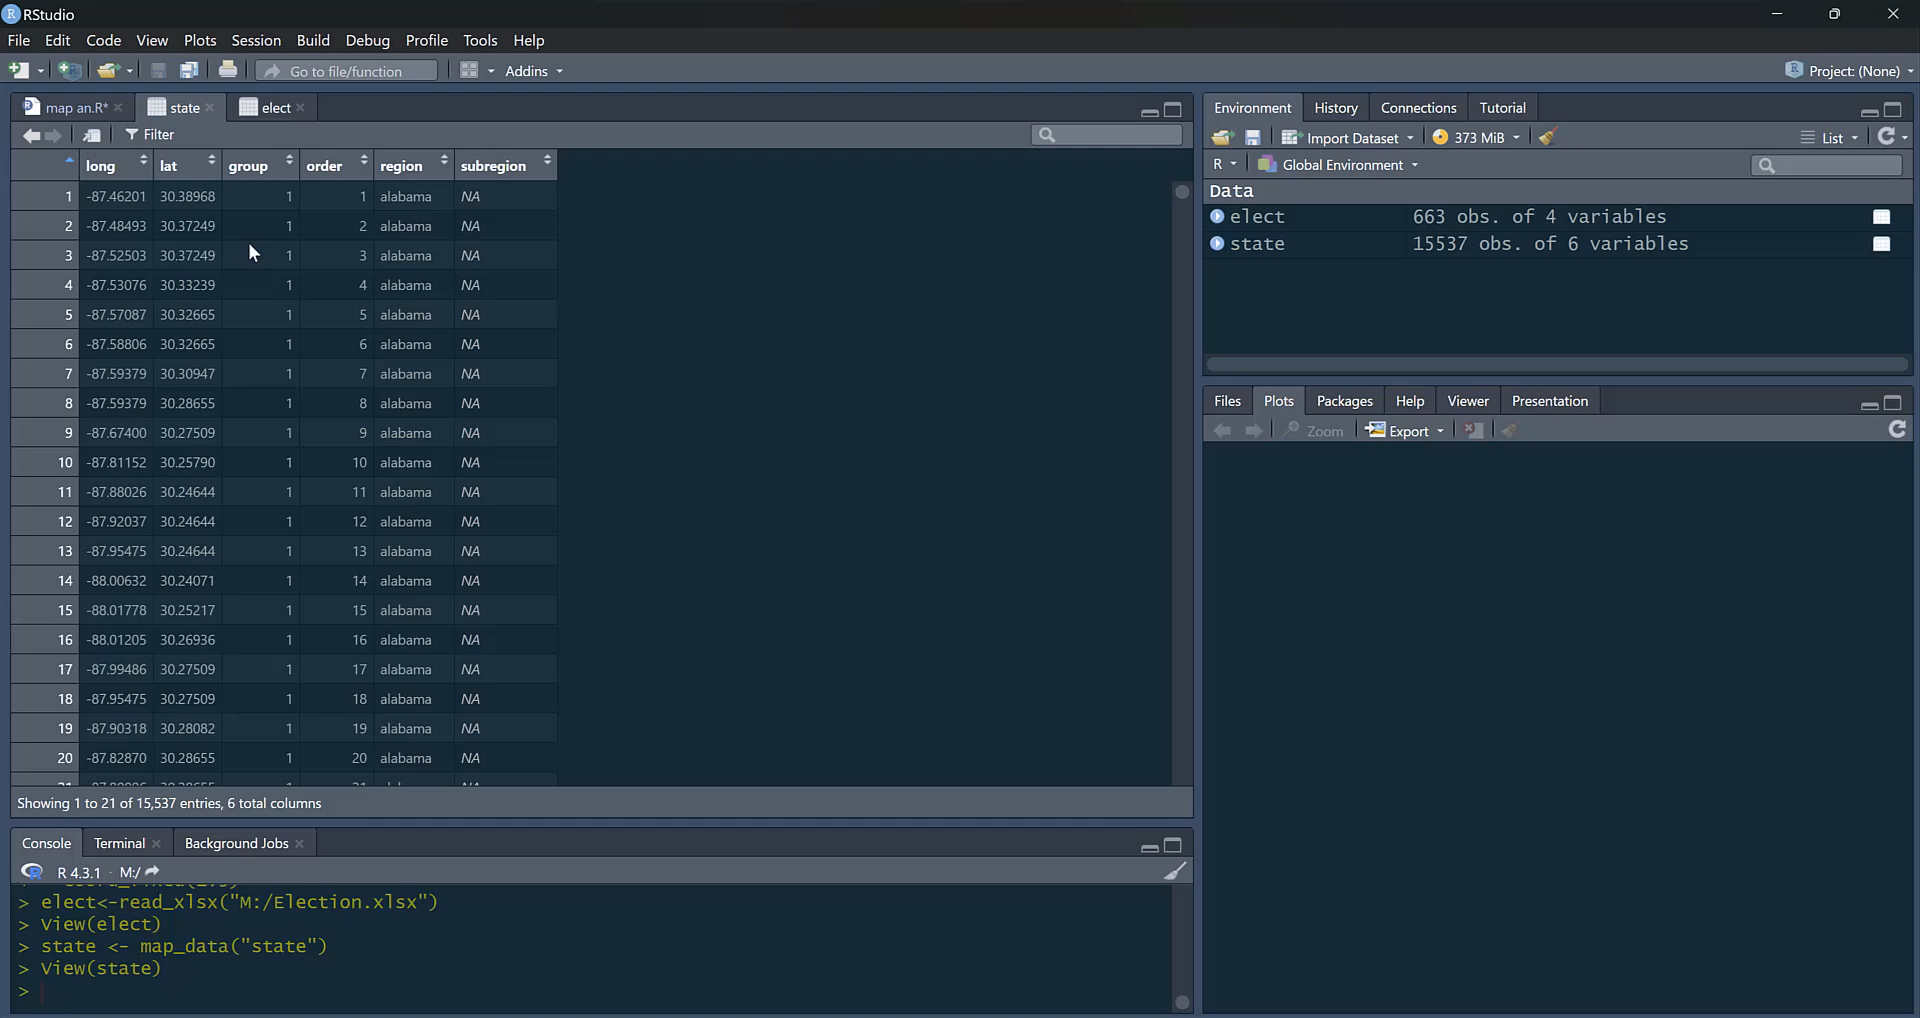 RStudio
File Edit Code View Plots Session Build Debug Profile Tools Help
Go to file/function Addins Project: (None)
map an.R* state elect
Filter
long lat group order region subregion
1 -87.46201 30.38968 1 1 alabama NA
2 -87.48493 30.37249 1 2 alabama NA
3 -87.52503 30.37249 1 3 alabama NA
4 -87.53076 30.33239 1 4 alabama NA
5 -87.57087 30.32665 1 5 alabama NA
6 -87.58806 30.32665 1 6 alabama NA
7 -87.59379 30.30947 1 7 alabama NA
8 -87.59379 30.28655 1 8 alabama NA
9 -87.67400 30.27509 1 9 alabama NA
10 -87.81152 30.25790 1 10 alabama NA
11 -87.88026 30.24644 1 11 alabama NA
12 -87.92037 30.24644 1 12 alabama NA
13 -87.95475 30.24644 1 13 alabama NA
14 -88.00632 30.24071 1 14 alabama NA
15 -88.01778 30.25217 1 15 alabama NA
16 -88.01205 30.26936 1 16 alabama NA
17 -87.99486 30.27509 1 17 alabama NA
18 -87.95475 30.27509 1 18 alabama NA
19 -87.90318 30.28082 1 19 alabama NA
20 -87.82870 30.28655 1 20 alabama NA
Showing 1 to 21 of 15,537 entries, 6 total columns
Console Terminal Background Jobs
R 4.3.1 · M:/
> elect<-read_xlsx("M:/Election.xlsx")
> View(elect)
> state <- map_data("state")
> View(state)
>
Environment History Connections Tutorial
Import Dataset 373 MiB List
R Global Environment
Data
elect 663 obs. of 4 variables
state 15537 obs. of 6 variables
Files Plots Packages Help Viewer Presentation
Zoom Export